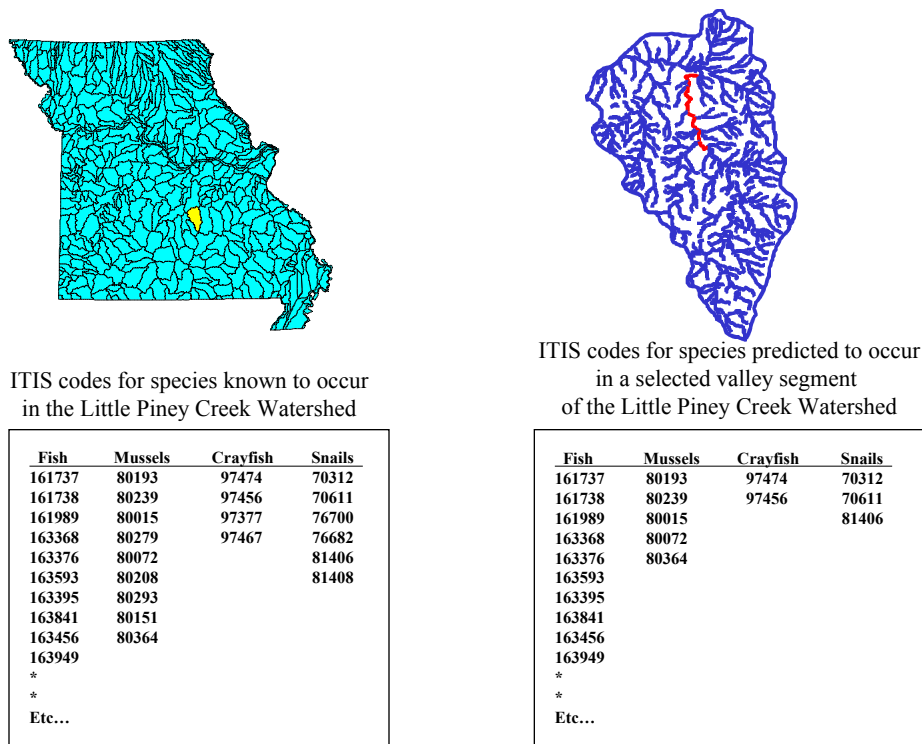 ITIS codes for species known to occur
in the Little Piney Creek Watershed
Fish Mussels Crayfish Snails
161737 80193 97474 70312
161738 80239 97456 70611
161989 80015 97377 76700
163368 80279 97467 76682
163376 80072 81406
163593 80208 81408
163395 80293
163841 80151
163456 80364
163949
*
*
Etc…
ITIS codes for species predicted to occur
in a selected valley segment
of the Little Piney Creek Watershed
Fish Mussels Crayfish Snails
161737 80193 97474 70312
161738 80239 97456 70611
161989 80015 81406
163368 80072
163376 80364
163593
163395
163841
163456
163949
*
*
Etc…